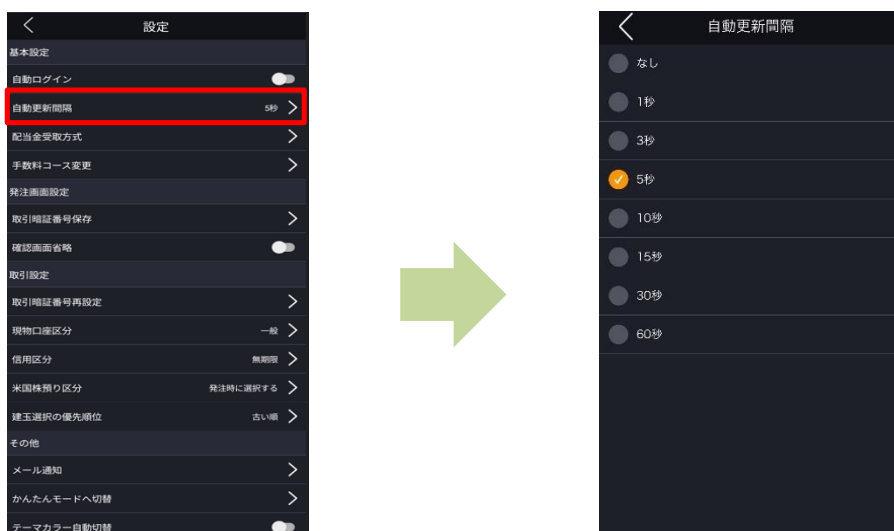 設定
基本設定
自動ログイン
自動更新間隔 5秒
配当金受取方式
手数料コース変更
発注画面設定
取引暗証番号保存
確認画面省略
取引設定
取引暗証番号再設定
現物口座区分 一般
信用区分 無期限
米国株預り区分 発注時に選択する
建玉選択の優先順位 古い順
その他
メール通知
かんたんモードへ切替
テーマカラー自動切替
自動更新間隔
なし
1秒
3秒
5秒
10秒
15秒
30秒
60秒